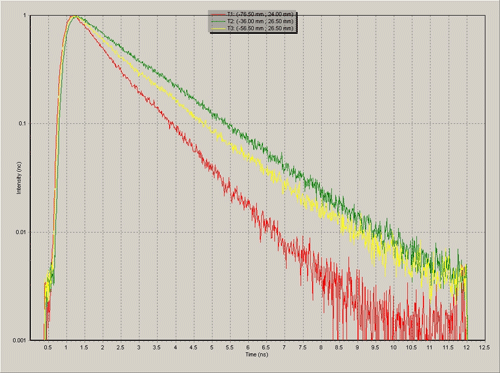 T1: (-76.50 mm ; 24.00 mm)
T2: (-36.00 mm ; 26.50 mm)
T3: (-56.50 mm ; 26.50 mm)
1
0.1
Intensity (nc)
0.01
0.001
0.5 1 1.5 2 2.5 3 3.5 4 4.5 5 5.5 6 6.5 7 7.5 8 8.5 9 9.5 10 10.5 11 11.5 12 12.5
Time (ns)